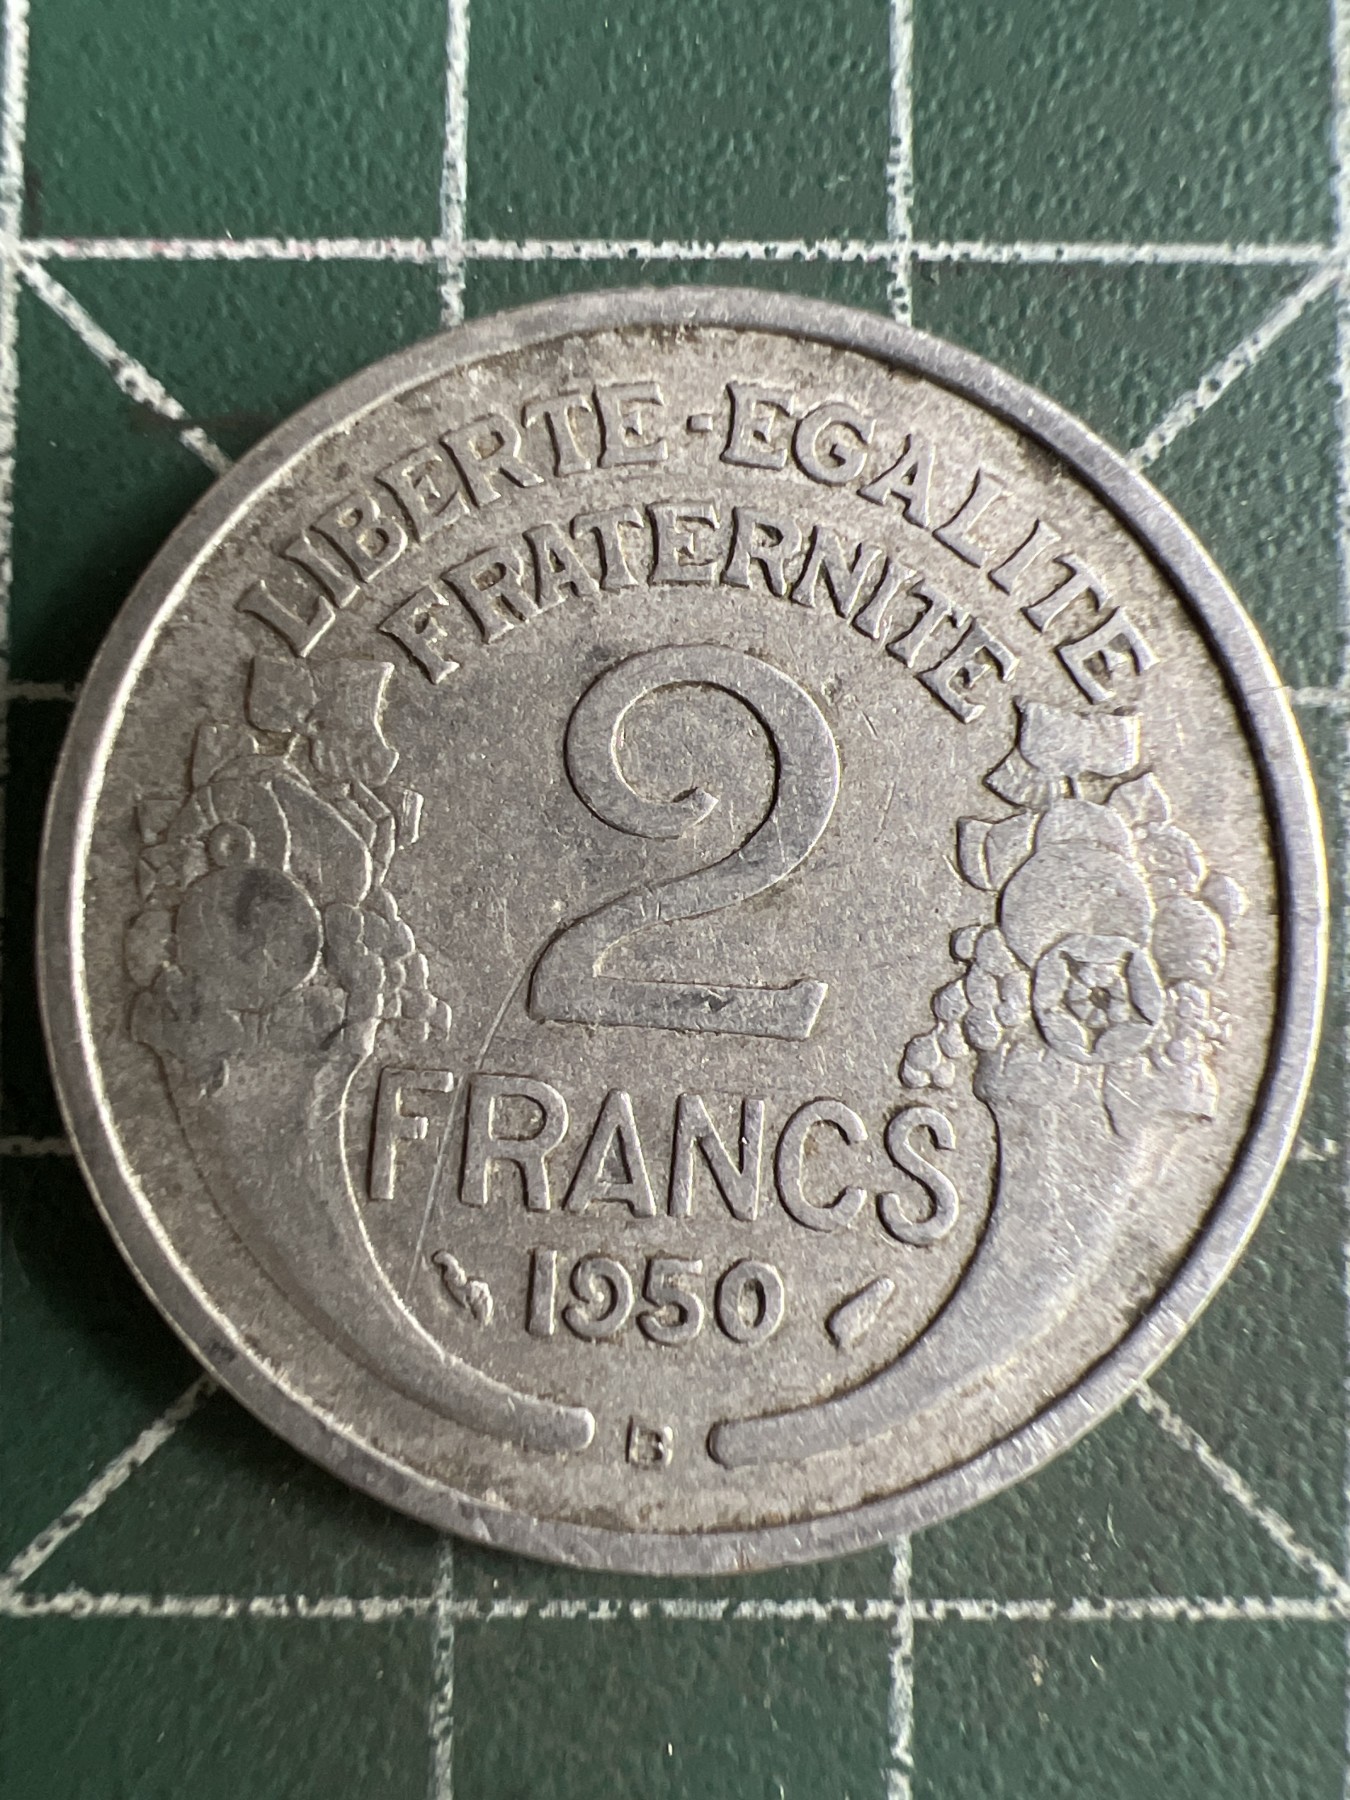 LIBERTE·EGALITE
FRATERNITE
2
FRANCS
1950
B